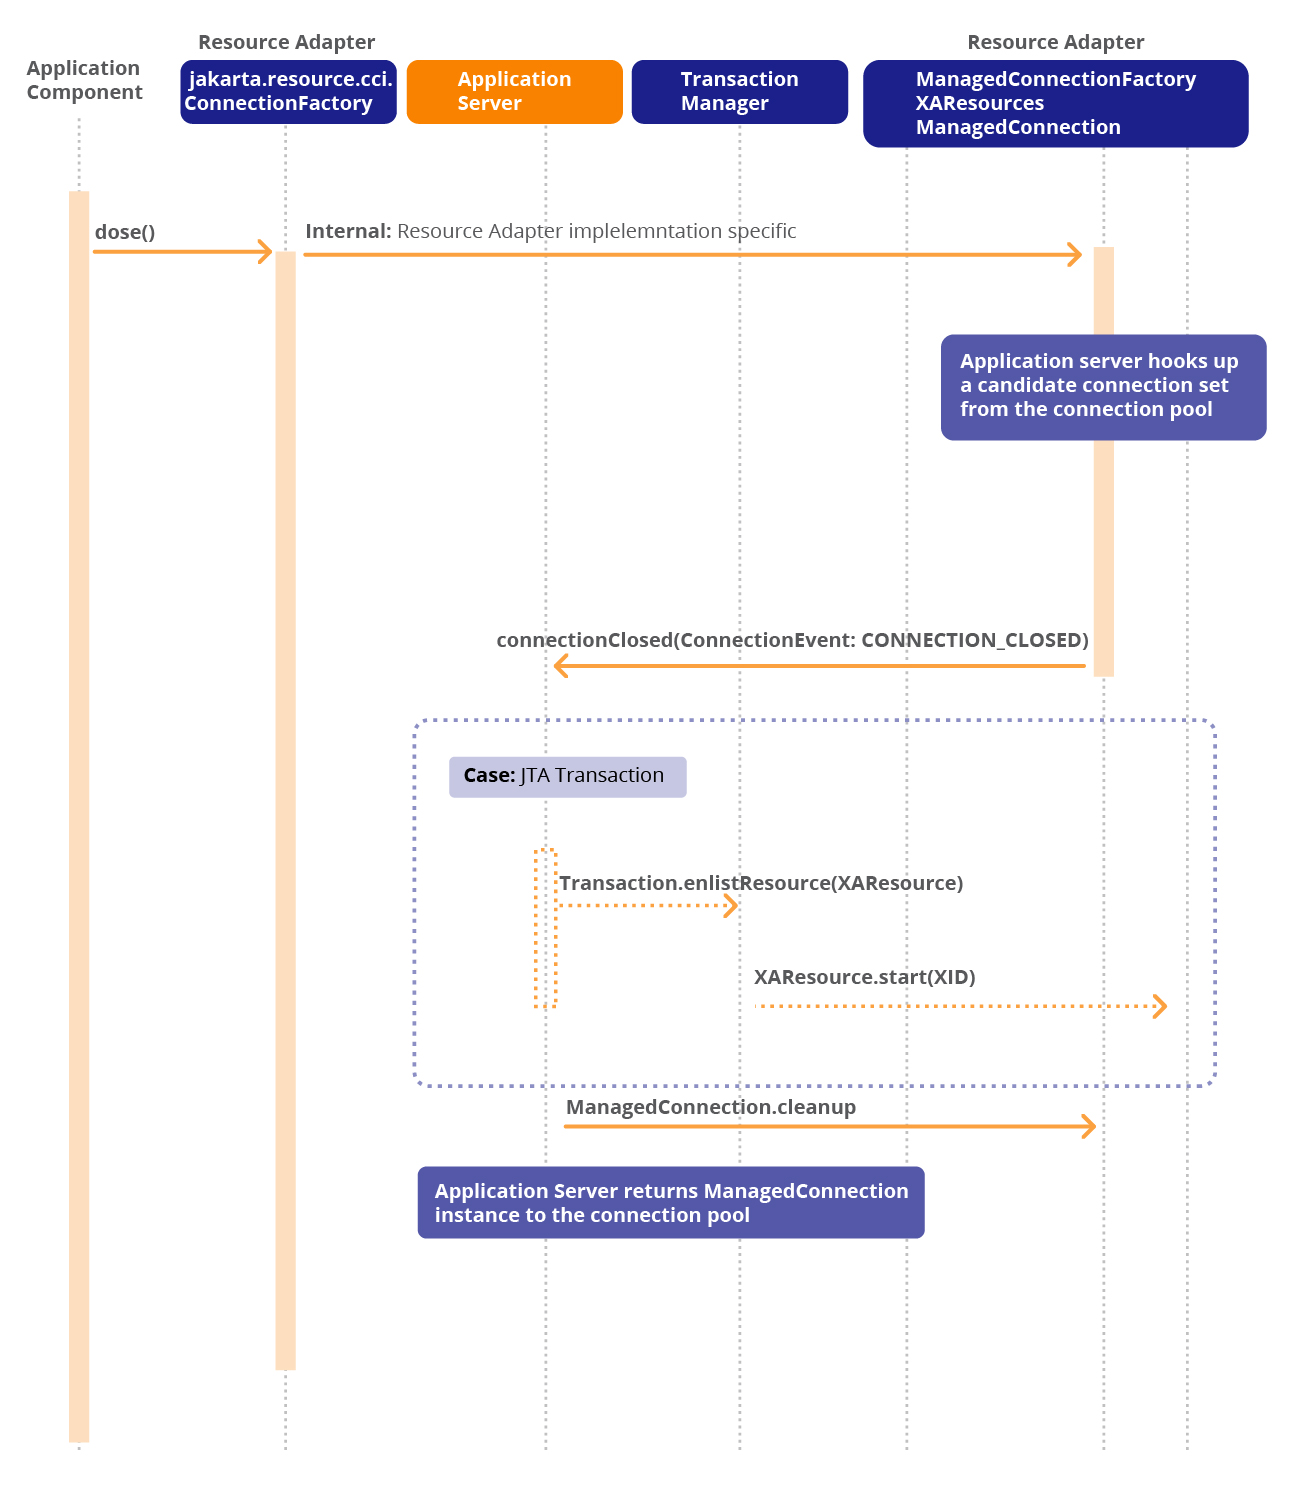 Resource Adapter
Resource Adapter
Application
Component
jakarta.resource.cci.
ConnectionFactory
Application
Server
Transaction
Manager
ManagedConnectionFactory
XAResources
ManagedConnection
dose()
Internal: Resource Adapter implelemntation specific
Application server hooks up
a candidate connection set
from the connection pool
connectionClosed(ConnectionEvent: CONNECTION_CLOSED)
Case: JTA Transaction
Transaction.enlistResource(XAResource)
XAResource.start(XID)
ManagedConnection.cleanup
Application Server returns ManagedConnection
instance to the connection pool